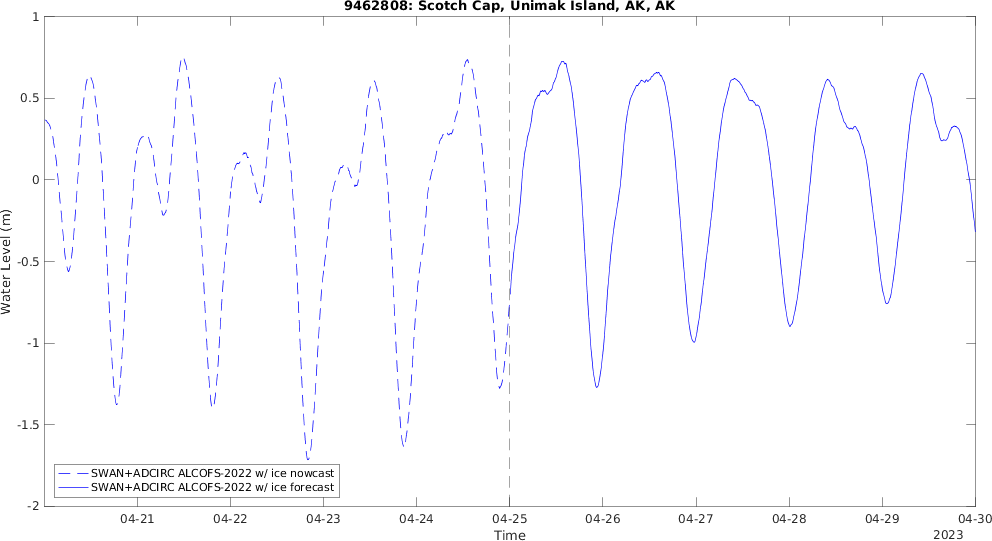 9462808: Scotch Cap, Unimak Island, AK, AK
Water Level (m)
1
0.5
0
-0.5
-1
-1.5
-2
SWAN+ADCIRC ALCOFS-2022 w/ ice nowcast
SWAN+ADCIRC ALCOFS-2022 w/ ice forecast
04-21 04-22 04-23 04-24 04-25 04-26 04-27 04-28 04-29 04-30
Time
2023